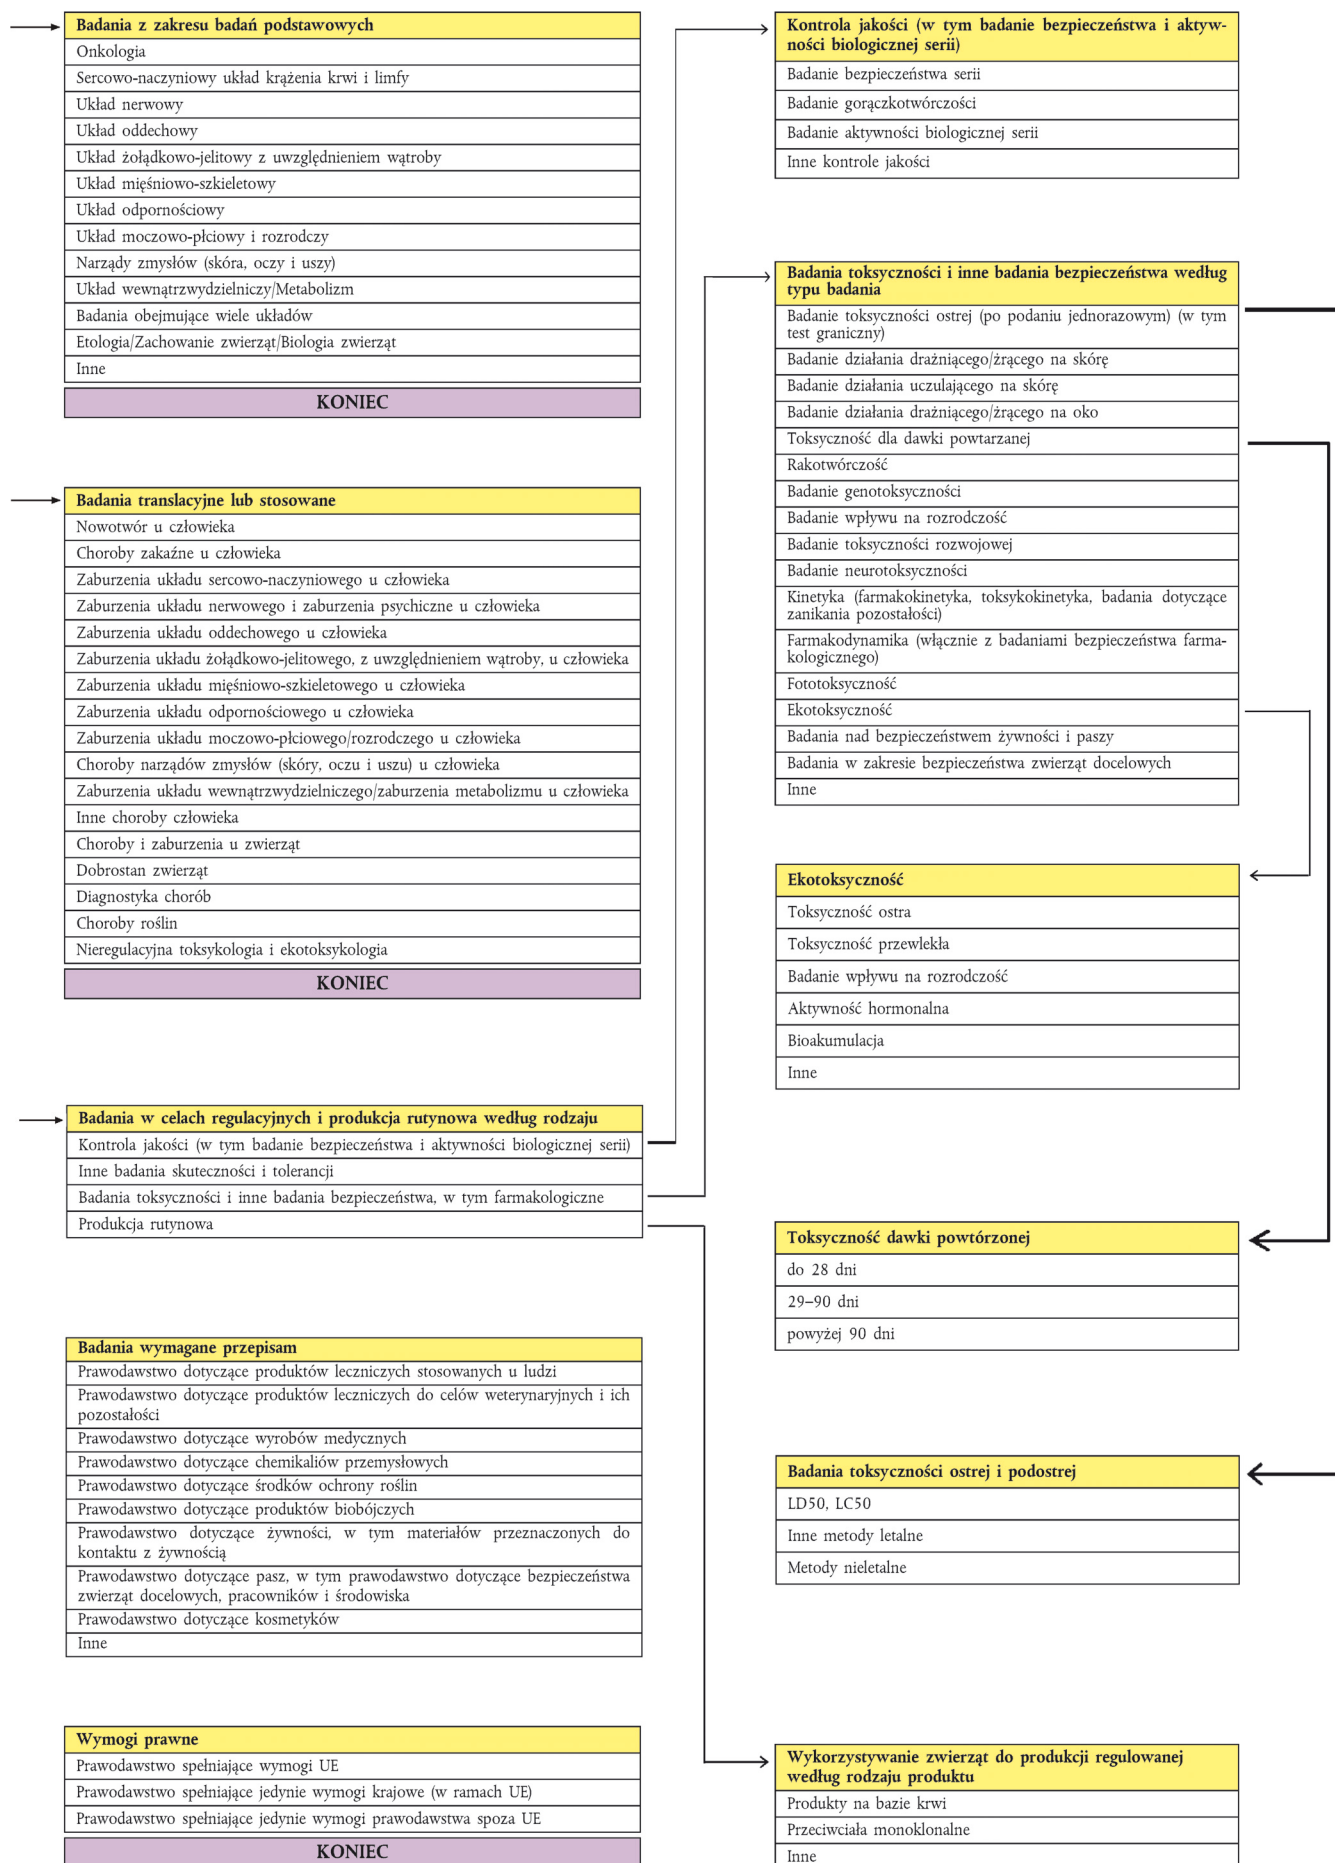 Badania z zakresu badań podstawowych
Onkologia
Sercowo-naczyniowy układ krążenia krwi i limfy
Układ nerwowy
Układ oddechowy
Układ żołądkowo-jelitowy z uwzględnieniem wątroby
Układ mięśniowo-szkieletowy
Układ odpornościowy
Układ moczowo-płciowy i rozrodczy
Narządy zmysłów (skóra, oczy i uszy)
Układ wewnątrzwydzielniczy/Metabolizm
Badania obejmujące wiele układów
Etologia/Zachowanie zwierząt/Biologia zwierząt
Inne
KONIEC
Badania translacyjne lub stosowane
Nowotwór u człowieka
Choroby zakaźne u człowieka
Zaburzenia układu sercowo-naczyniowego u człowieka
Zaburzenia układu nerwowego i zaburzenia psychiczne u człowieka
Zaburzenia układu oddechowego u człowieka
Zaburzenia układu żołądkowo-jelitowego, z uwzględnieniem wątroby, u człowieka
Zaburzenia układu mięśniowo-szkieletowego u człowieka
Zaburzenia układu odpornościowego u człowieka
Zaburzenia układu moczowo-płciowego/rozrodczego u człowieka
Choroby narządów zmysłów (skóry, oczu i uszu) u człowieka
Zaburzenia układu wewnątrzwydzielniczego/zaburzenia metabolizmu u człowieka
Inne choroby człowieka
Choroby i zaburzenia u zwierząt
Dobrostan zwierząt
Diagnostyka chorób
Choroby roślin
Nieregulacyjna toksykologia i ekotoksykologia
KONIEC
Badania w celach regulacyjnych i produkcja rutynowa według rodzaju
Kontrola jakości (w tym badanie bezpieczeństwa i aktywności biologicznej serii)
Inne badania skuteczności i tolerancji
Badania toksyczności i inne badania bezpieczeństwa, w tym farmakologiczne
Produkcja rutynowa
Badania wymagane przepisam
Prawodawstwo dotyczące produktów leczniczych stosowanych u ludzi
Prawodawstwo dotyczące produktów leczniczych do celów weterynaryjnych i ich
pozostałości
Prawodawstwo dotyczące wyrobów medycznych
Prawodawstwo dotyczące chemikaliów przemysłowych
Prawodawstwo dotyczące środków ochrony roślin
Prawodawstwo dotyczące produktów biobójczych
Prawodawstwo dotyczące żywności, w tym materiałów przeznaczonych do
kontaktu z żywnością
Prawodawstwo dotyczące pasz, w tym prawodawstwo dotyczące bezpieczeństwa
zwierząt docelowych, pracowników i środowiska
Prawodawstwo dotyczące kosmetyków
Inne
Wymogi prawne
Prawodawstwo spełniające wymogi UE
Prawodawstwo spełniające jedynie wymogi krajowe (w ramach UE)
Prawodawstwo spełniające jedynie wymogi prawodawstwa spoza UE
KONIEC
Kontrola jakości (w tym badanie bezpieczeństwa i aktyw-
ności biologicznej serii)
Badanie bezpieczeństwa serii
Badanie gorączkotwórczości
Badanie aktywności biologicznej serii
Inne kontrole jakości
Badania toksyczności i inne badania bezpieczeństwa według
typu badania
Badanie toksyczności ostrej (po podaniu jednorazowym) (w tym
test graniczny)
Badanie działania drażniącego/żrącego na skórę
Badanie działania uczulającego na skórę
Badanie działania drażniącego/żrącego na oko
Toksyczność dla dawki powtarzanej
Rakotwórczość
Badanie genotoksyczności
Badanie wpływu na rozrodczość
Badanie toksyczności rozwojowej
Badanie neurotoksyczności
Kinetyka (farmakokinetyka, toksykokinetyka, badania dotyczące
zanikania pozostałości)
Farmakodynamika (włącznie z badaniami bezpieczeństwa farma-
kologicznego)
Fototoksyczność
Ekotoksyczność
Badania nad bezpieczeństwem żywności i paszy
Badania w zakresie bezpieczeństwa zwierząt docelowych
Inne
Ekotoksyczność
Toksyczność ostra
Toksyczność przewlekła
Badanie wpływu na rozrodczość
Aktywność hormonalna
Bioakumulacja
Inne
Toksyczność dawki powtórzonej
do 28 dni
29–90 dni
powyżej 90 dni
Badania toksyczności ostrej i podostrej
LD50, LC50
Inne metody letalne
Metody nieletalne
Wykorzystywanie zwierząt do produkcji regulowanej
według rodzaju produktu
Produkty na bazie krwi
Przeciwciała monoklonalne
Inne